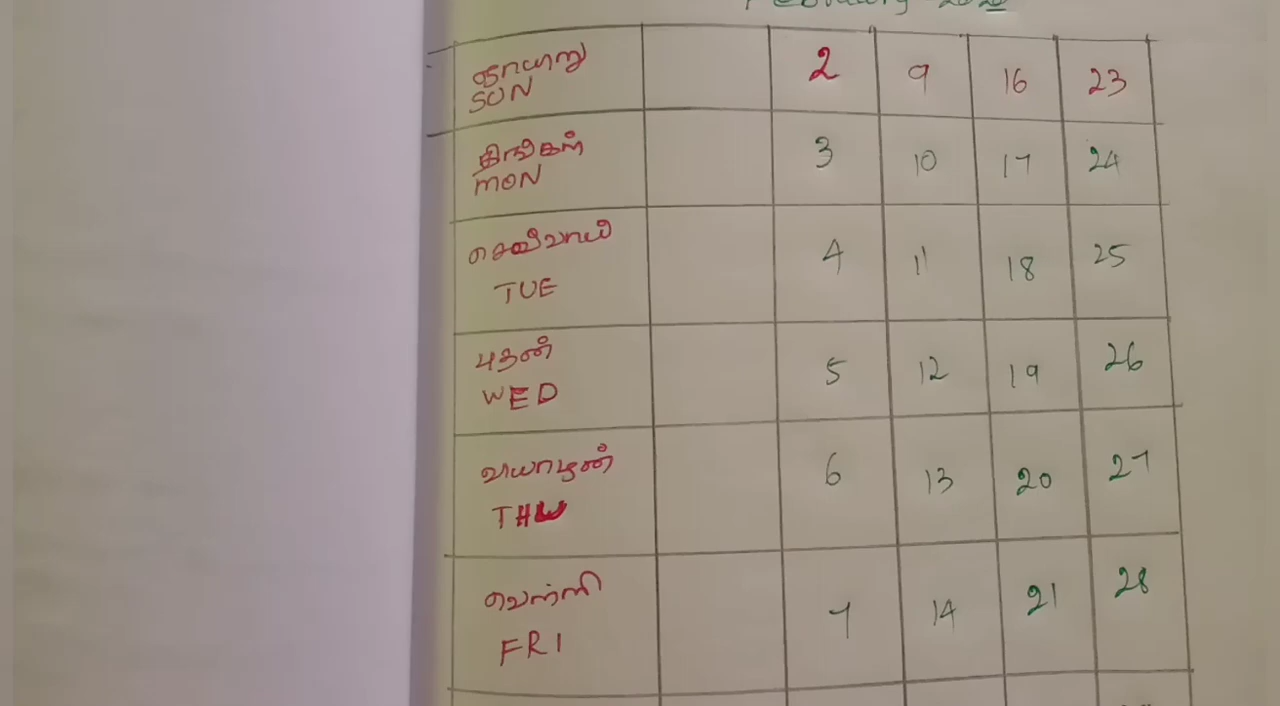 February
ஞாயிறு 2 9 16 23
SUN
திங்கள் 3 10 17 24
MON
செவ்வாய் 4 11 18 25
TUE
புதன் 5 12 19 26
WED
வியாழன் 6 13 20 27
THU
வெள்ளி 7 14 21 28
FRI